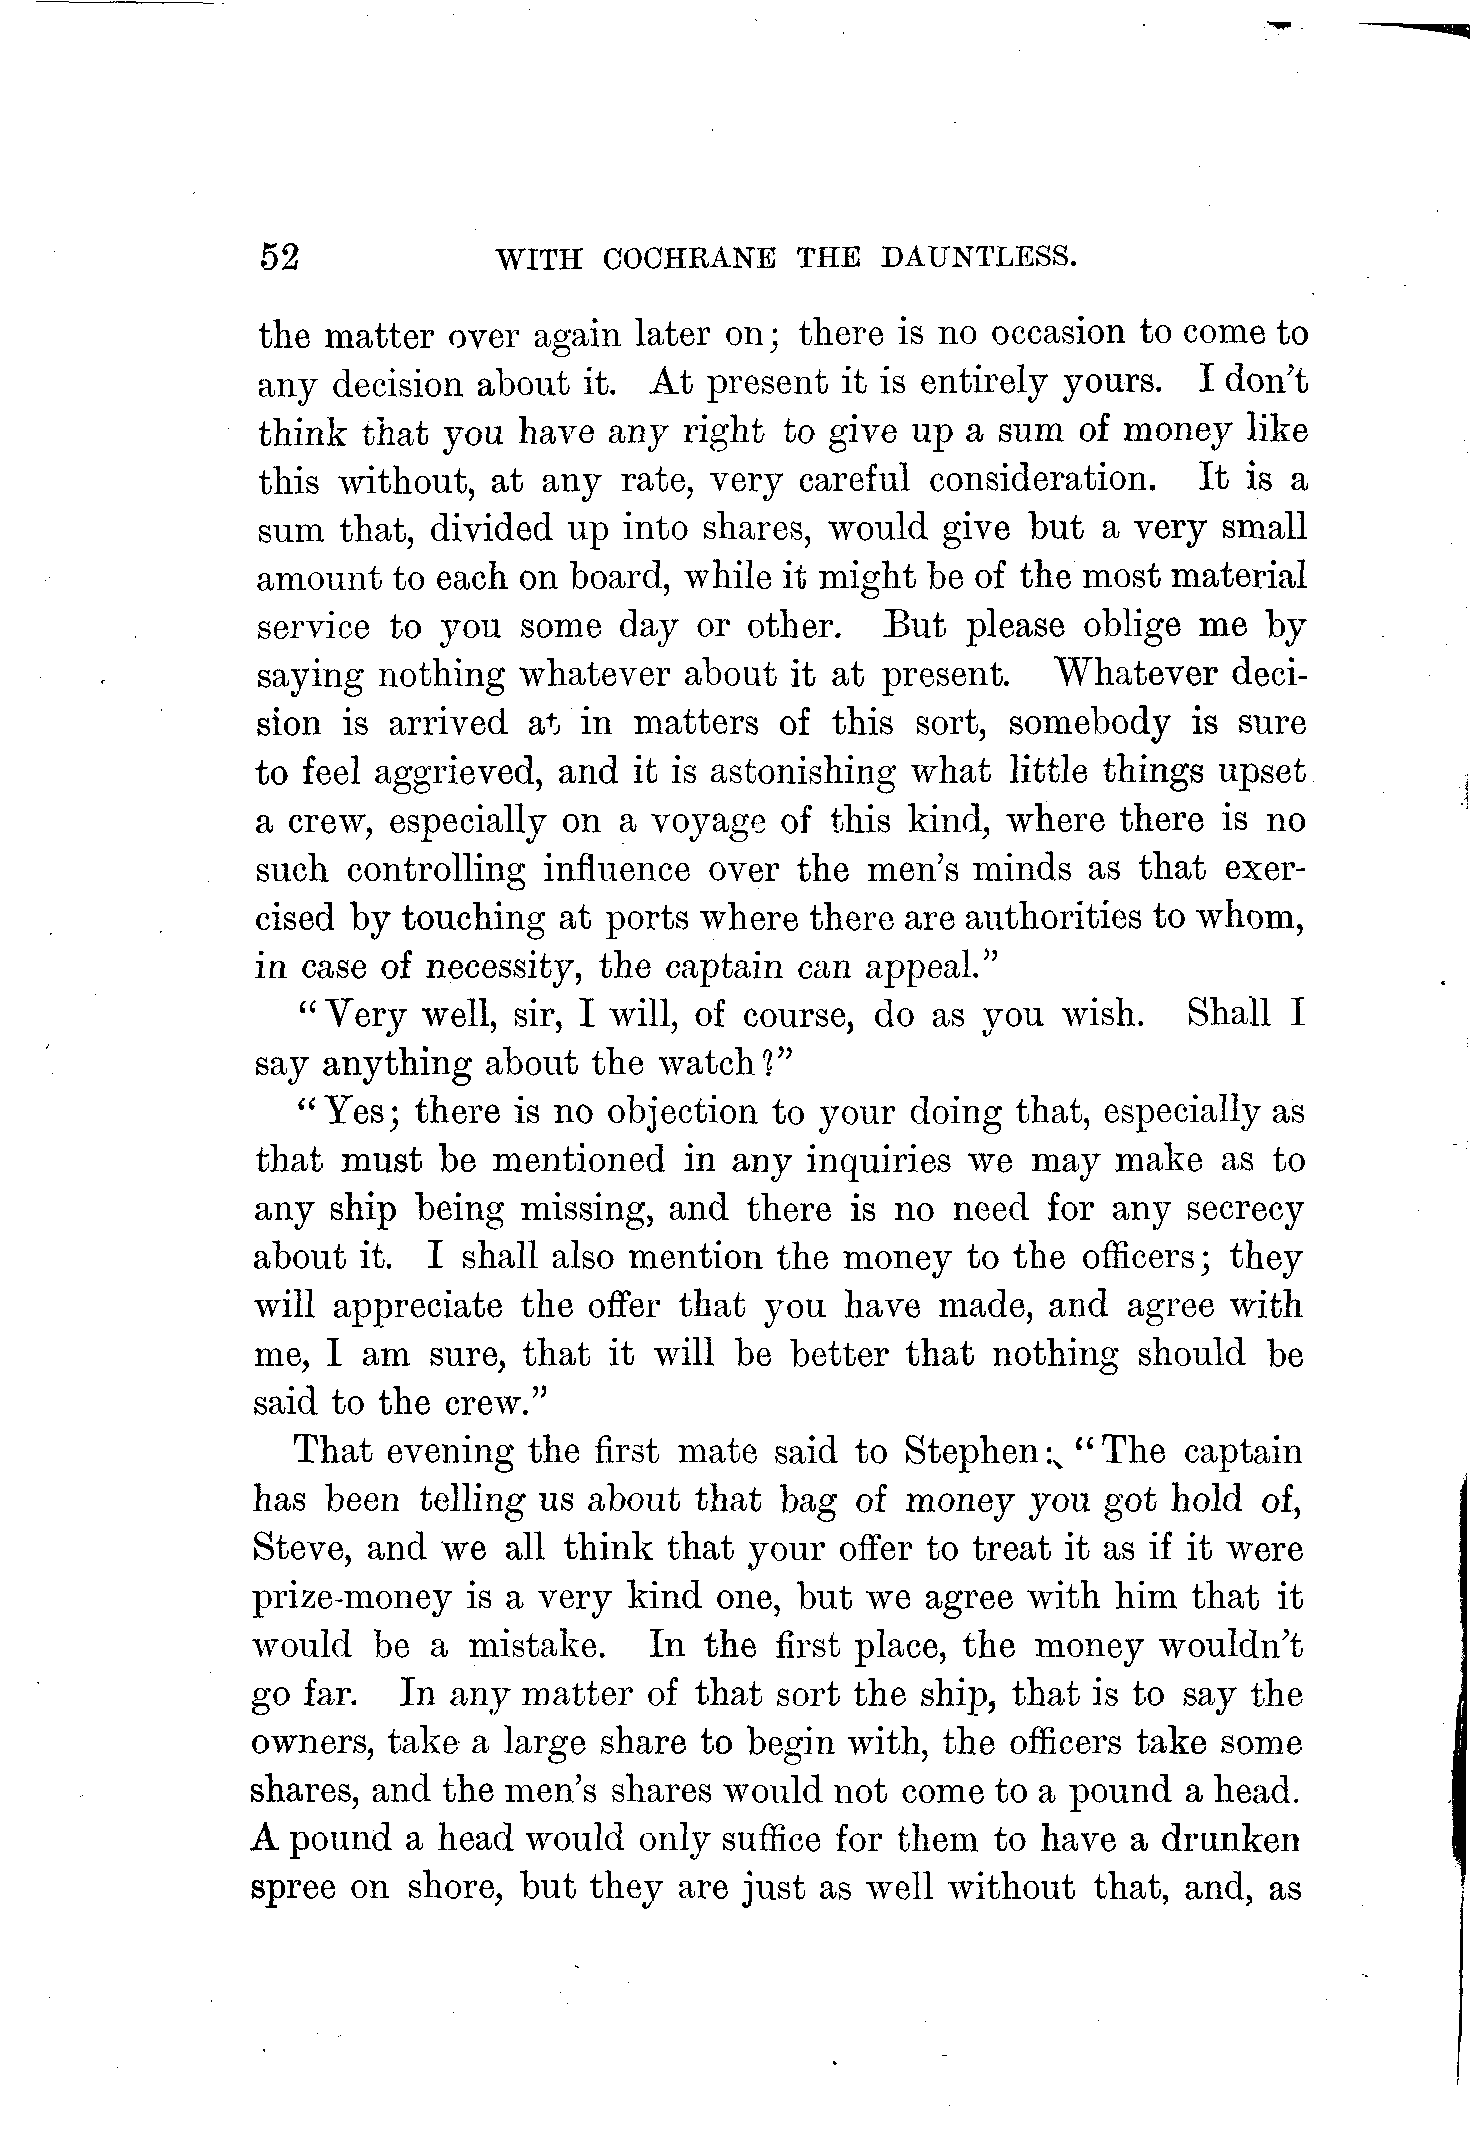 52 WITH COCHRANE THE DAUNTLESS.
the matter over again later on; there is no occasion to come to
any decision about it. At present it is entirely yours. I don't
think that you have any right to give up a sum of money like
this without, at any rate, very careful consideration. It is a
sum that, divided up into shares, would give but a very small
amount to each on board, while it might be of the most material
service to you some day or other. But please oblige me by
saying nothing whatever about it at present. Whatever deci-
sion is arrived at in matters of this sort, somebody is sure
to feel aggrieved, and it is astonishing what little things upset
a crew, especially on a voyage of this kind, where there is no
such controlling influence over the men's minds as that exer-
cised by touching at ports where there are authorities to whom,
in case of necessity, the captain can appeal."
"Very well, sir, I will, of course, do as you wish. Shall I
say anything about the watch?"
"Yes; there is no objection to your doing that, especially as
that must be mentioned in any inquiries we may make as to
any ship being missing, and there is no need for any secrecy
about it. I shall also mention the money to the officers; they
will appreciate the offer that you have made, and agree with
me, I am sure, that it will be better that nothing should be
said to the crew."
That evening the first mate said to Stephen: "The captain
has been telling us about that bag of money you got hold of,
Steve, and we all think that your offer to treat it as if it were
prize-money is a very kind one, but we agree with him that it
would be a mistake. In the first place, the money wouldn't
go far. In any matter of that sort the ship, that is to say the
owners, take a large share to begin with, the officers take some
shares, and the men's shares would not come to a pound a head.
A pound a head would only suffice for them to have a drunken
spree on shore, but they are just as well without that, and, as